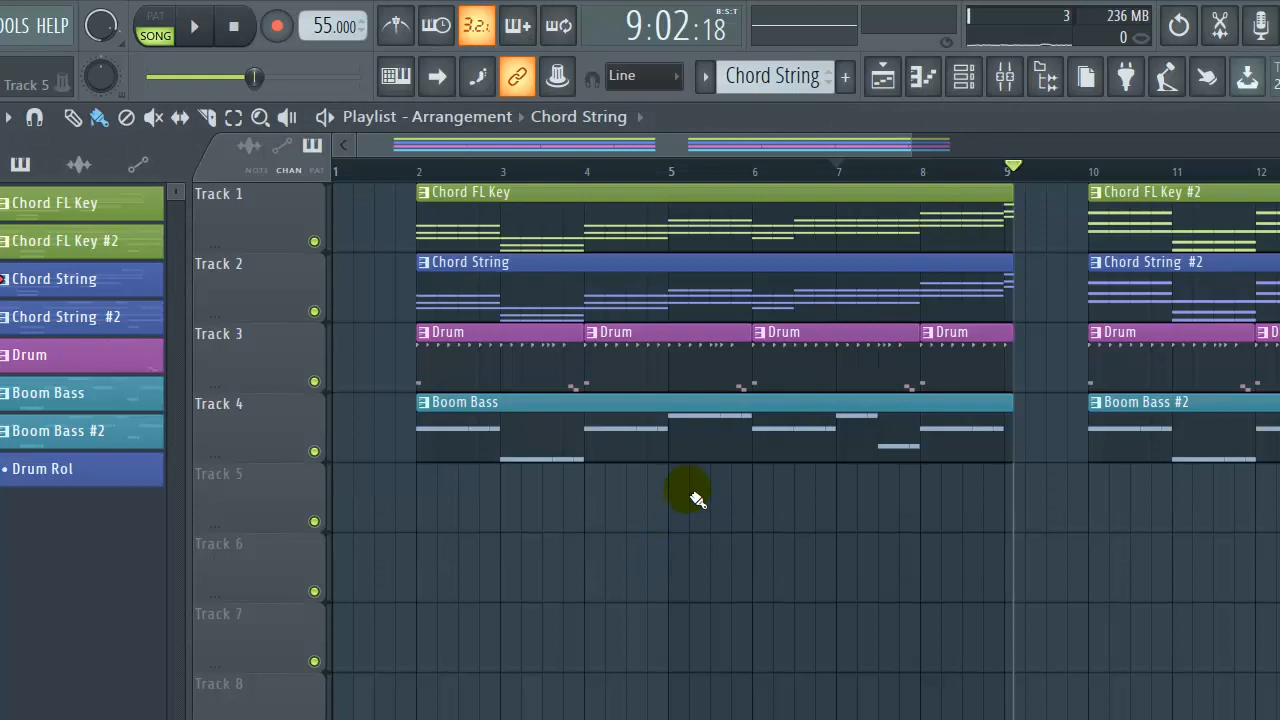 OOLS HELP
PAT
SONG
55.000
3.2.
9:02:18
B:S:T
3
236 MB
0
Track 5
Line
Chord String
Playlist - Arrangement › Chord String
NOTE CHAN PAT
1 2 3 4 5 6 7 8 9 10 11 12
Chord FL Key
Chord FL Key #2
Chord String
Chord String #2
Drum
Boom Bass
Boom Bass #2
Drum Rol
Track 1
Chord FL Key
Chord FL Key #2
Track 2
Chord String
Chord String #2
Track 3
Drum Drum Drum Drum
Drum D
Track 4
Boom Bass
Boom Bass #2
Track 5
Track 6
Track 7
Track 8